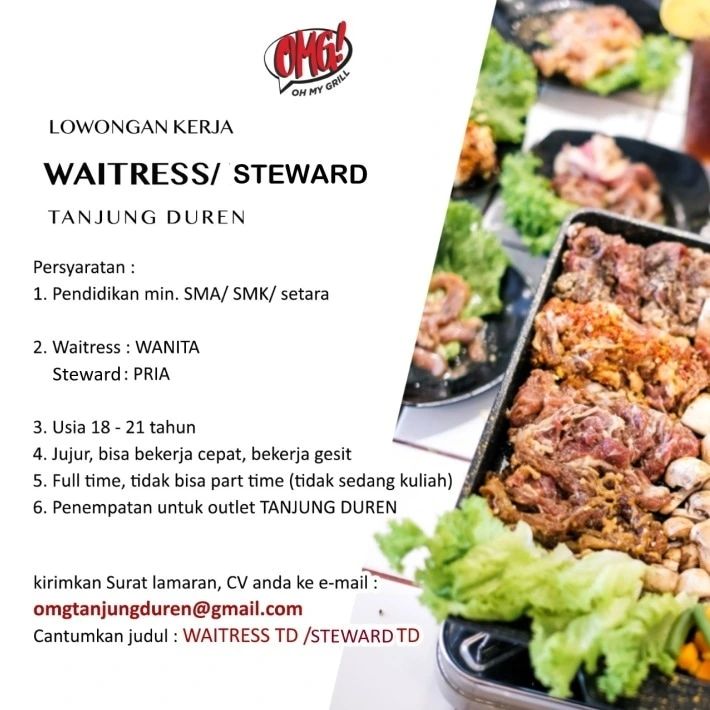 OMG!
OH MY GRILL
LOWONGAN KERJA
WAITRESS/ STEWARD
TANJUNG DUREN
Persyaratan :
1. Pendidikan min. SMA/ SMK/ setara
2. Waitress : WANITA
Steward : PRIA
3. Usia 18 - 21 tahun
4. Jujur, bisa bekerja cepat, bekerja gesit
5. Full time, tidak bisa part time (tidak sedang kuliah)
6. Penempatan untuk outlet TANJUNG DUREN
kirimkan Surat lamaran, CV anda ke e-mail :
omgtanjungduren@gmail.com
Cantumkan judul : WAITRESS TD /STEWARD TD